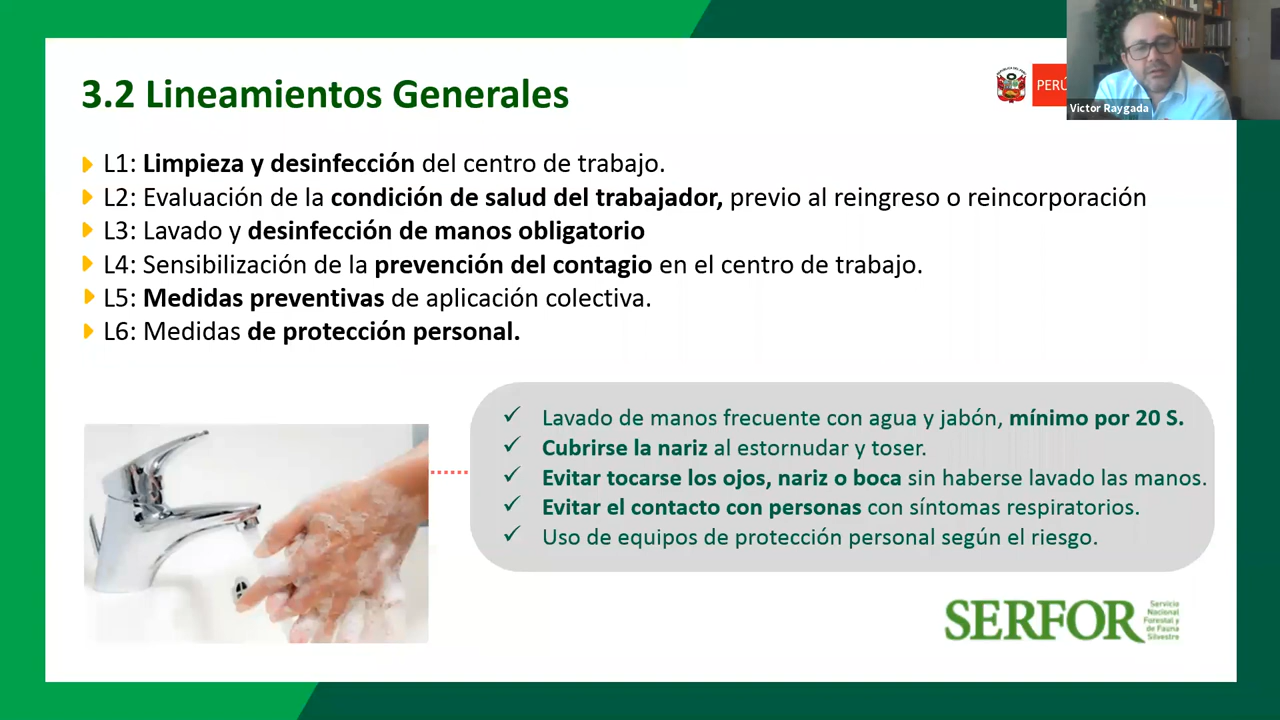 3.2 Lineamientos Generales
PERÚ
Victor Raygada
L1: Limpieza y desinfección del centro de trabajo.
L2: Evaluación de la condición de salud del trabajador, previo al reingreso o reincorporación
L3: Lavado y desinfección de manos obligatorio
L4: Sensibilización de la prevención del contagio en el centro de trabajo.
L5: Medidas preventivas de aplicación colectiva.
L6: Medidas de protección personal.
Lavado de manos frecuente con agua y jabón, mínimo por 20 S.
Cubrirse la nariz al estornudar y toser.
Evitar tocarse los ojos, nariz o boca sin haberse lavado las manos.
Evitar el contacto con personas con síntomas respiratorios.
Uso de equipos de protección personal según el riesgo.
SERFOR
Servicio
Nacional
Forestal y
de Fauna
Silvestre